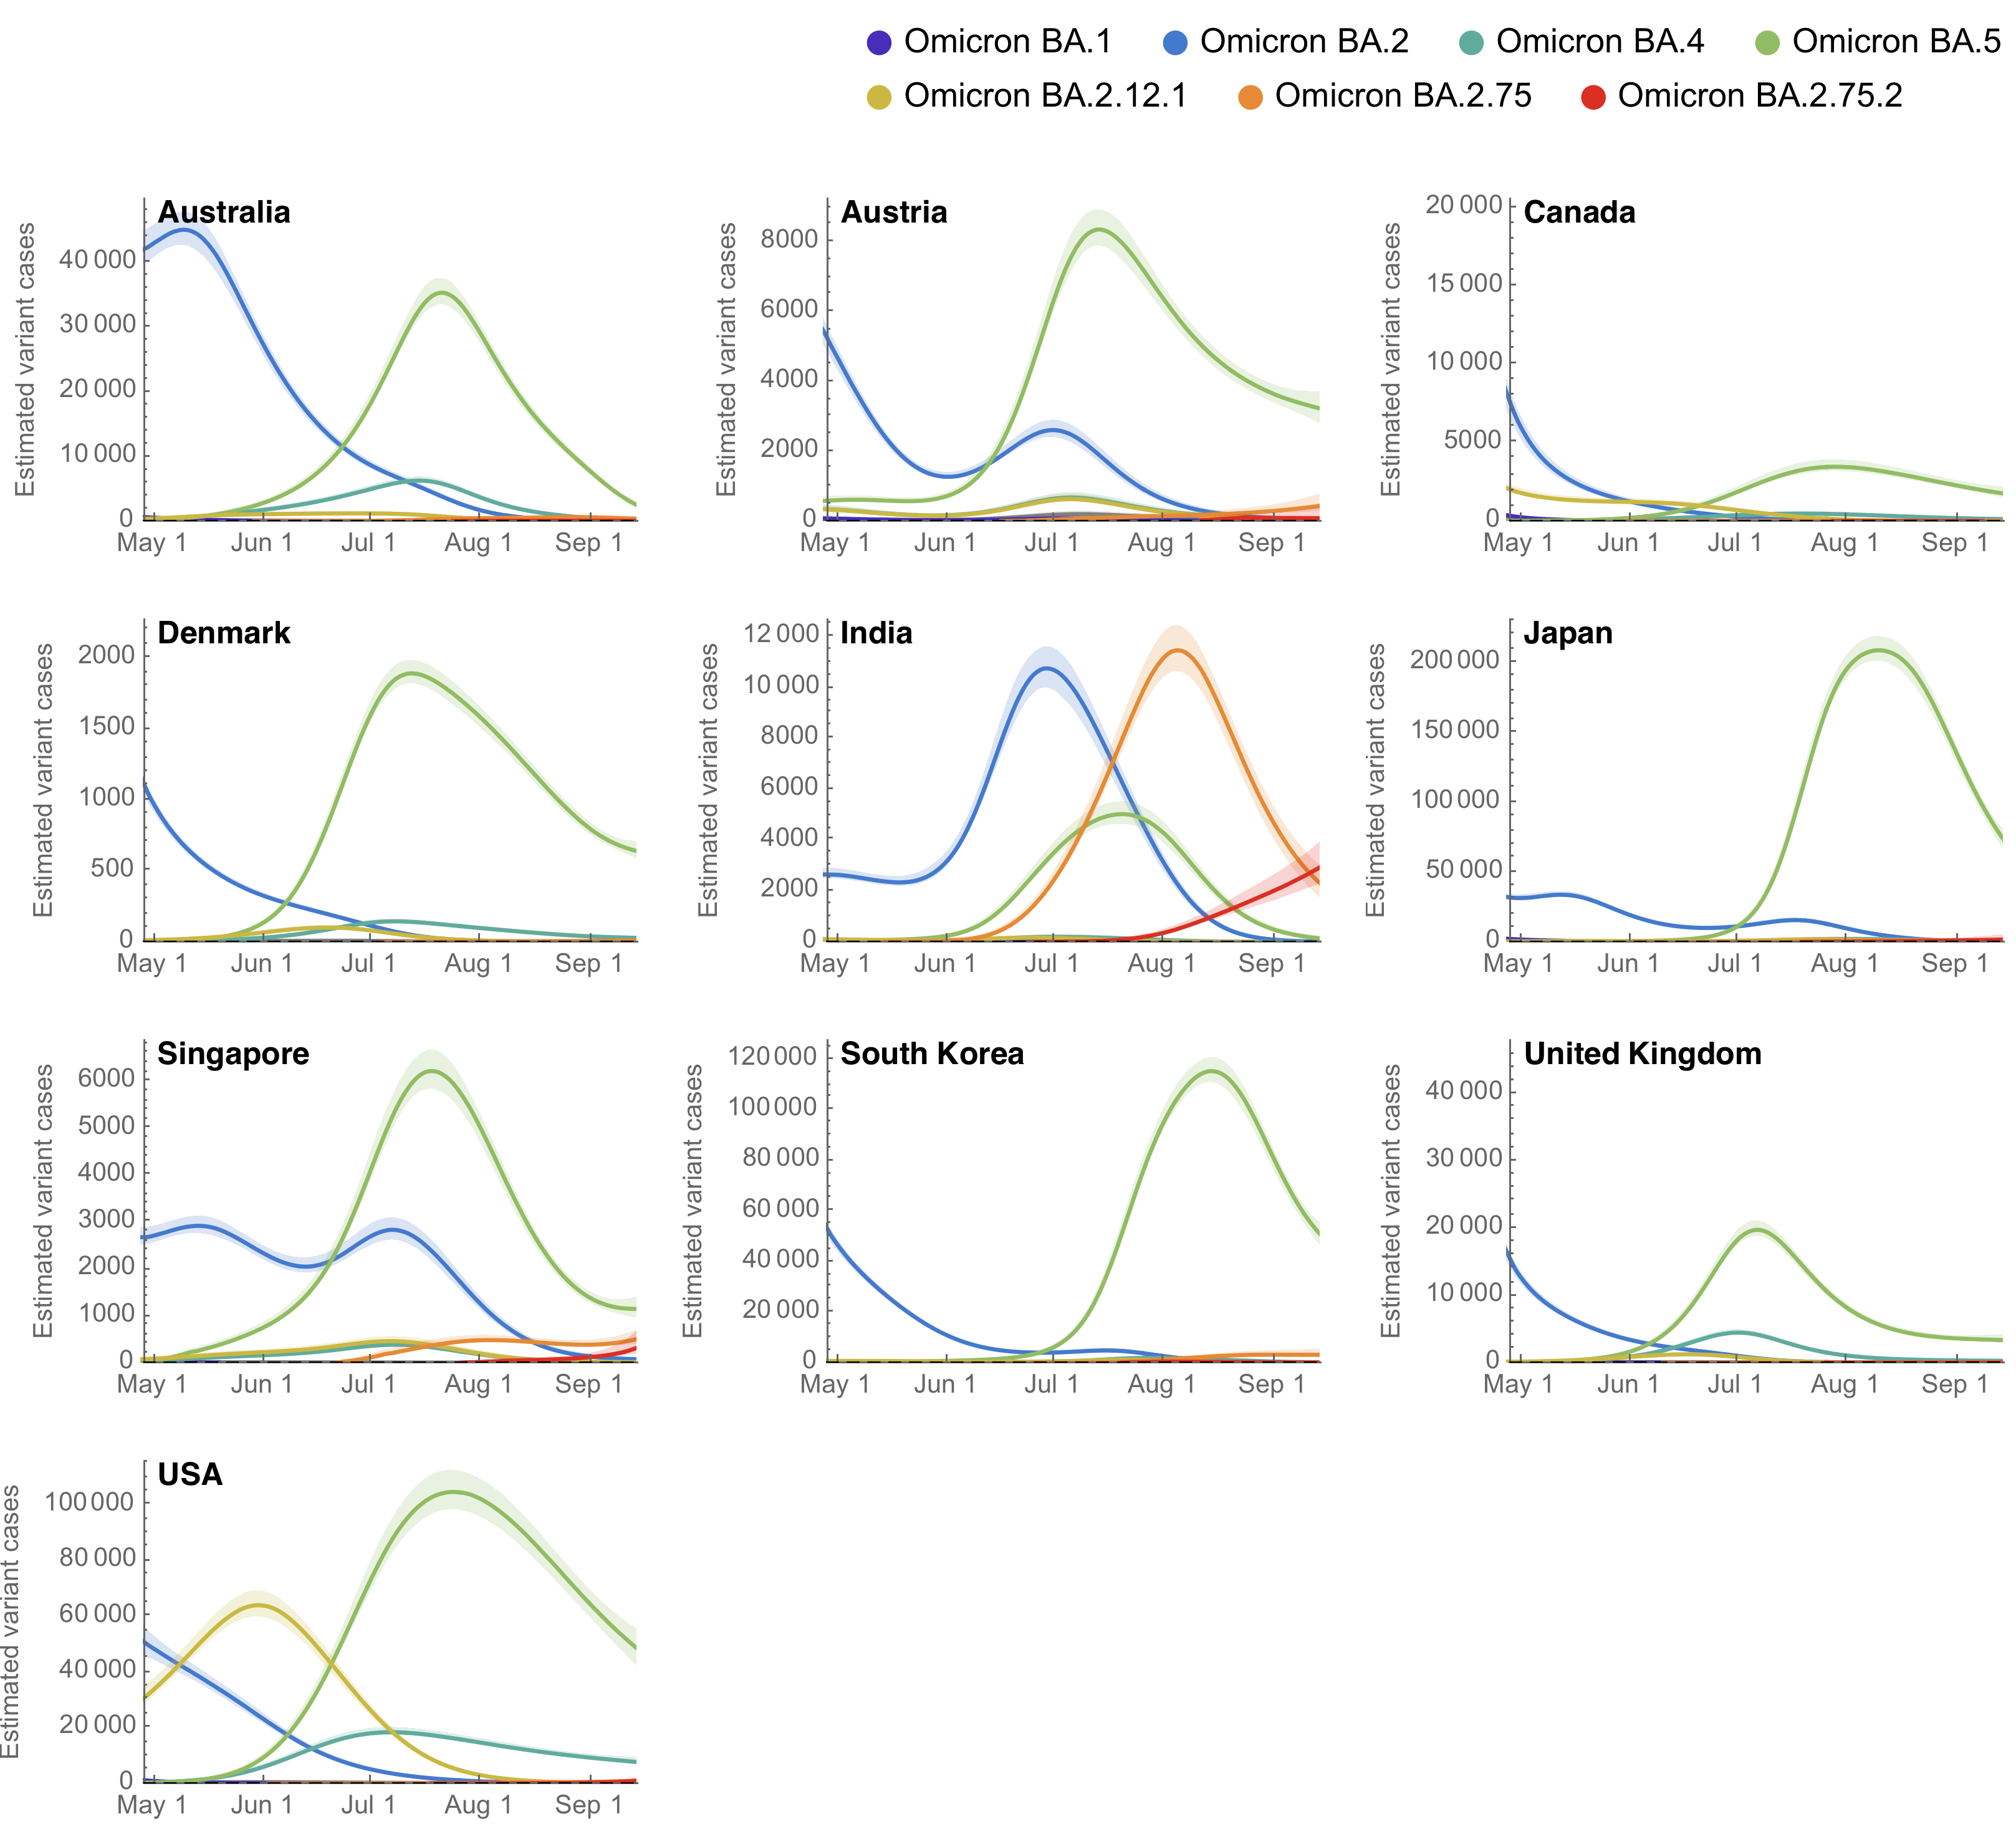 Omicron BA.1 Omicron BA.2 Omicron BA.4 Omicron BA.5
Omicron BA.2.12.1 Omicron BA.2.75 Omicron BA.2.75.2
Australia
Estimated variant cases
40 000
30 000
20 000
10 000
0
May 1 Jun 1 Jul 1 Aug 1 Sep 1
Austria
Estimated variant cases
8000
6000
4000
2000
0
May 1 Jun 1 Jul 1 Aug 1 Sep 1
Canada
Estimated variant cases
20 000
15 000
10 000
5000
0
May 1 Jun 1 Jul 1 Aug 1 Sep 1
Denmark
Estimated variant cases
2000
1500
1000
500
0
May 1 Jun 1 Jul 1 Aug 1 Sep 1
India
Estimated variant cases
12 000
10 000
8000
6000
4000
2000
0
May 1 Jun 1 Jul 1 Aug 1 Sep 1
Japan
Estimated variant cases
200 000
150 000
100 000
50 000
0
May 1 Jun 1 Jul 1 Aug 1 Sep 1
Singapore
Estimated variant cases
6000
5000
4000
3000
2000
1000
0
May 1 Jun 1 Jul 1 Aug 1 Sep 1
South Korea
Estimated variant cases
120 000
100 000
80 000
60 000
40 000
20 000
0
May 1 Jun 1 Jul 1 Aug 1 Sep 1
United Kingdom
Estimated variant cases
40 000
30 000
20 000
10 000
0
May 1 Jun 1 Jul 1 Aug 1 Sep 1
USA
Estimated variant cases
100 000
80 000
60 000
40 000
20 000
0
May 1 Jun 1 Jul 1 Aug 1 Sep 1